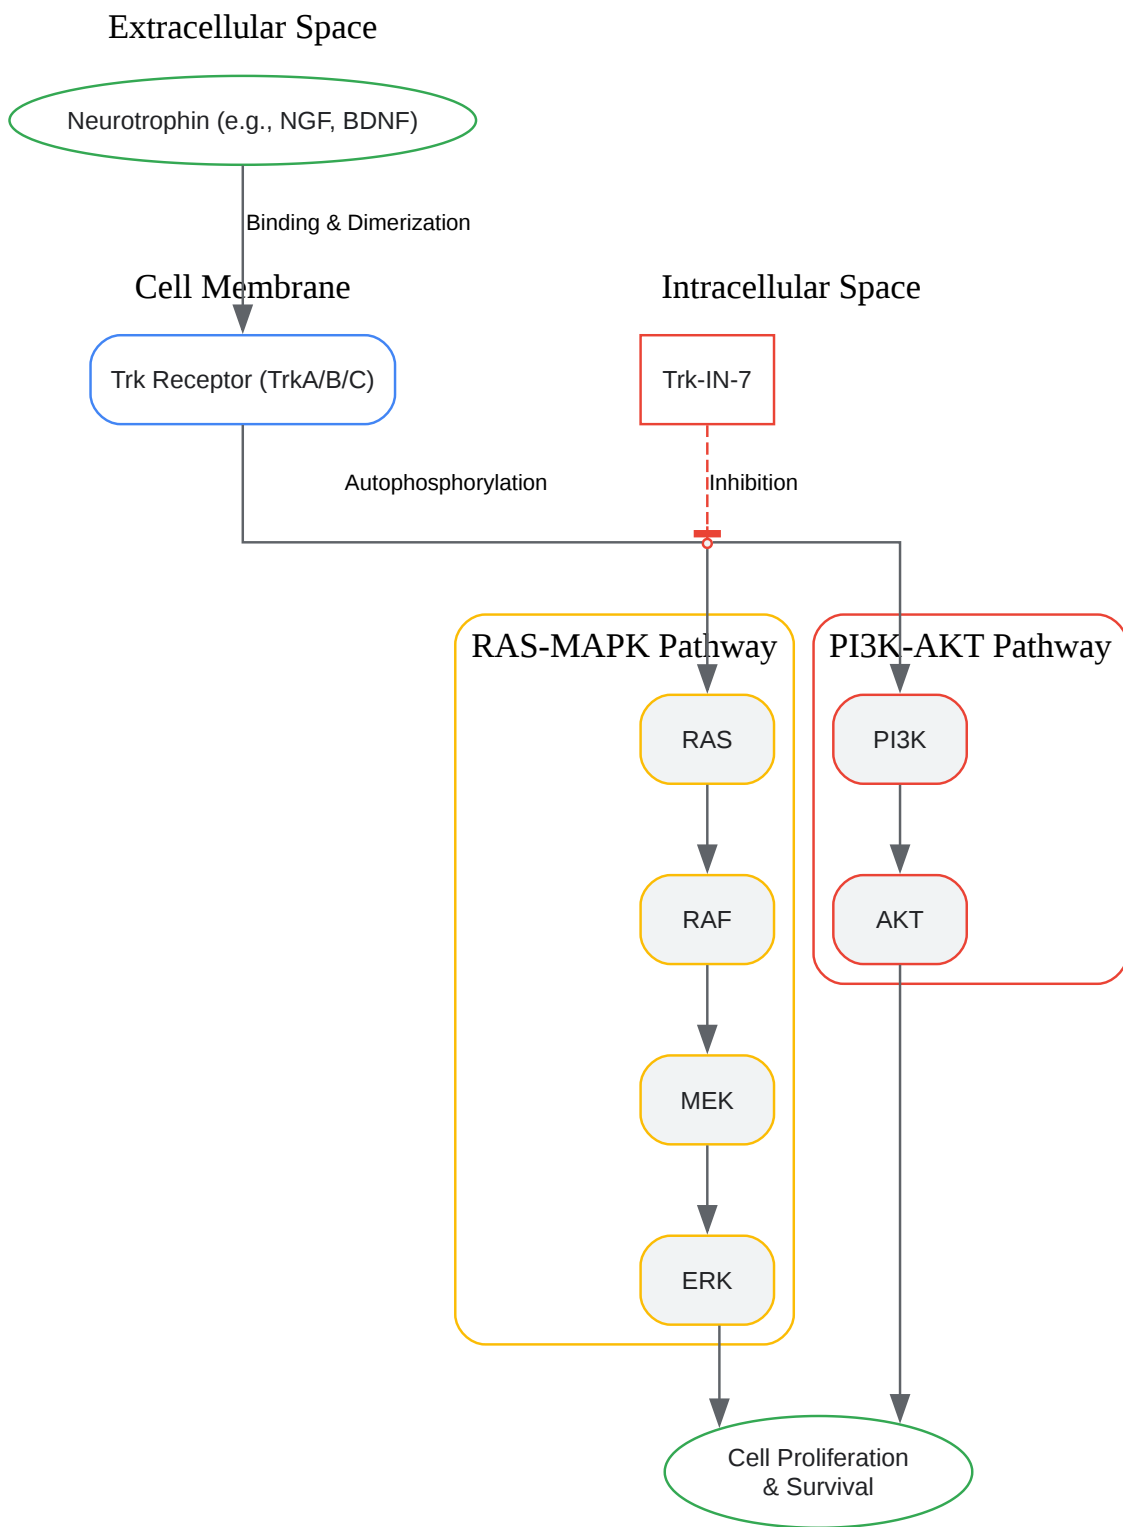 Extracellular Space
Neurotrophin (e.g., NGF, BDNF)
Binding & Dimerization
Cell Membrane
Intracellular Space
Trk Receptor (TrkA/B/C)
Trk-IN-7
Autophosphorylation
Inhibition
RAS-MAPK Pathway
PI3K-AKT Pathway
RAS
PI3K
RAF
AKT
MEK
ERK
Cell Proliferation
& Survival